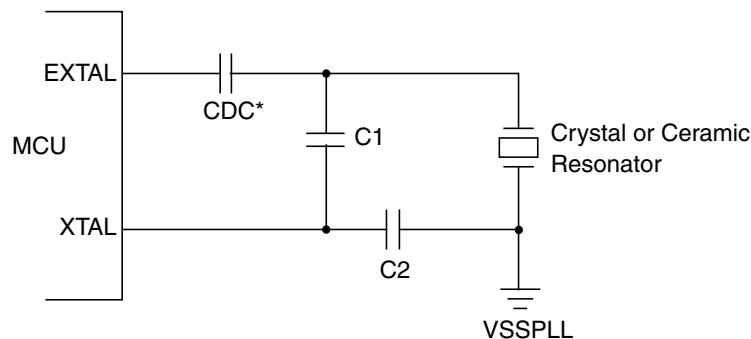 EXTAL
CDC*
MCU
C1
Crystal or Ceramic
Resonator
XTAL
C2
VSSPLL